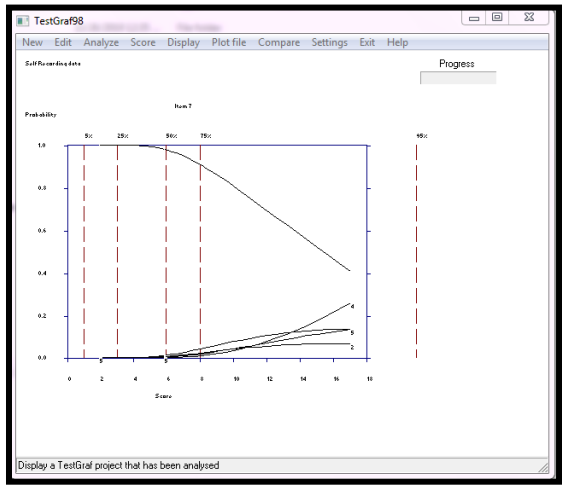 TestGraf98
New Edit Analyze Score Display Plot file Compare Settings Exit Help
Self Recording data
Progress
Item 7
Probability
5% 25% 50% 75% 95%
1.0
0.8
0.6
0.4
0.2
0.0
4
5
2
5 5
0 2 4 6 8 10 12 14 16 18
Score
Display a TestGraf project that has been analysed